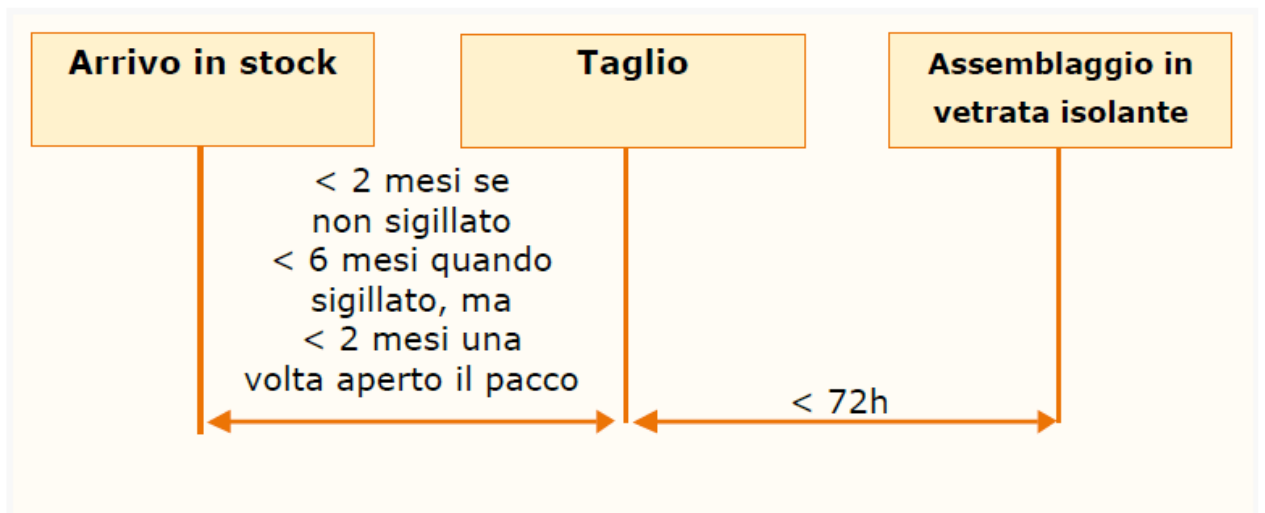 Arrivo in stock
Taglio
Assemblaggio in
vetrata isolante
< 2 mesi se
non sigillato
< 6 mesi quando
sigillato, ma
< 2 mesi una
volta aperto il pacco
< 72h